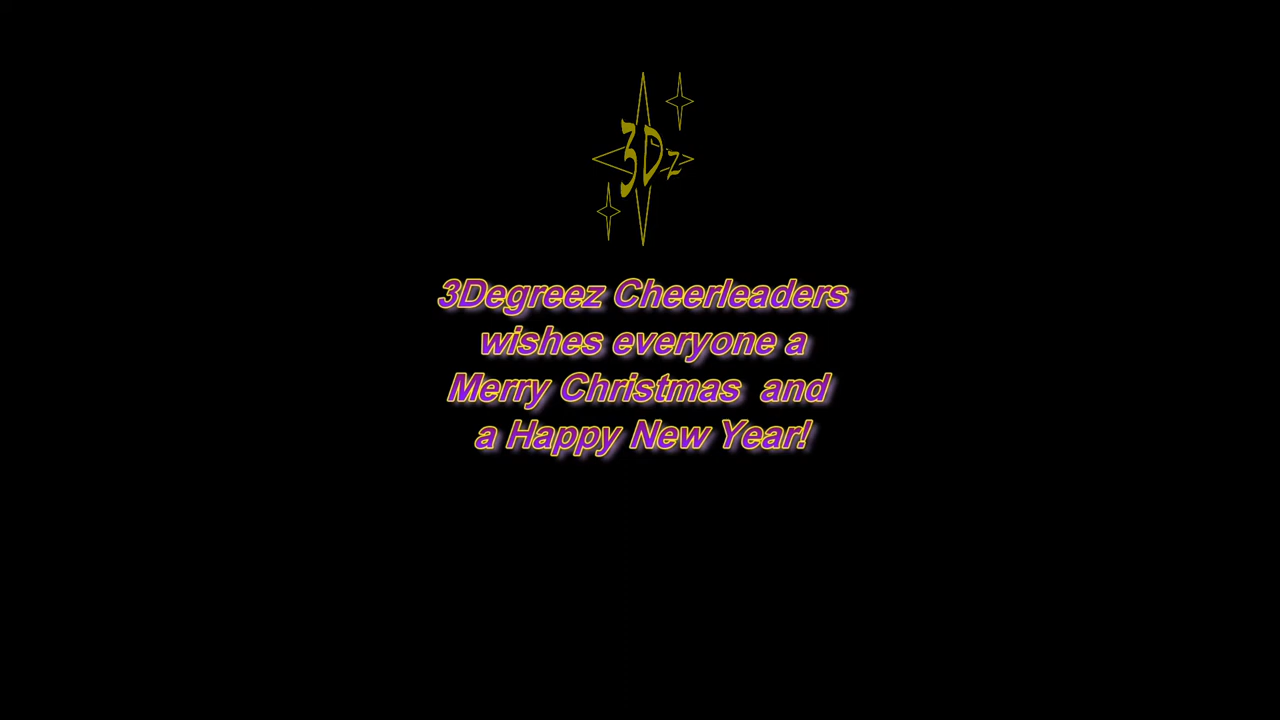 3Dz
3Degreez Cheerleaders
wishes everyone a
Merry Christmas  and
a Happy New Year!